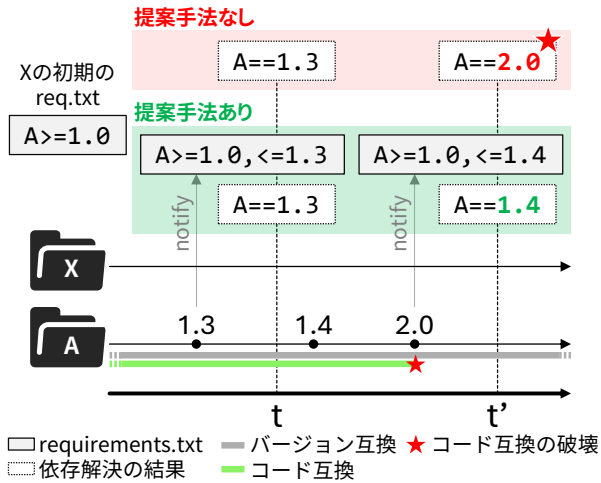 提案手法なし
Xの初期の
req.txt
A>=1.0
A==1.3
A==2.0
提案手法あり
A>=1.0,<=1.3
A>=1.0,<=1.4
notify
A==1.3
notify
A==1.4
X
A
1.3
1.4
2.0
t
t’
requirements.txt
バージョン互換
コード互換の破壊
依存解決の結果
コード互換